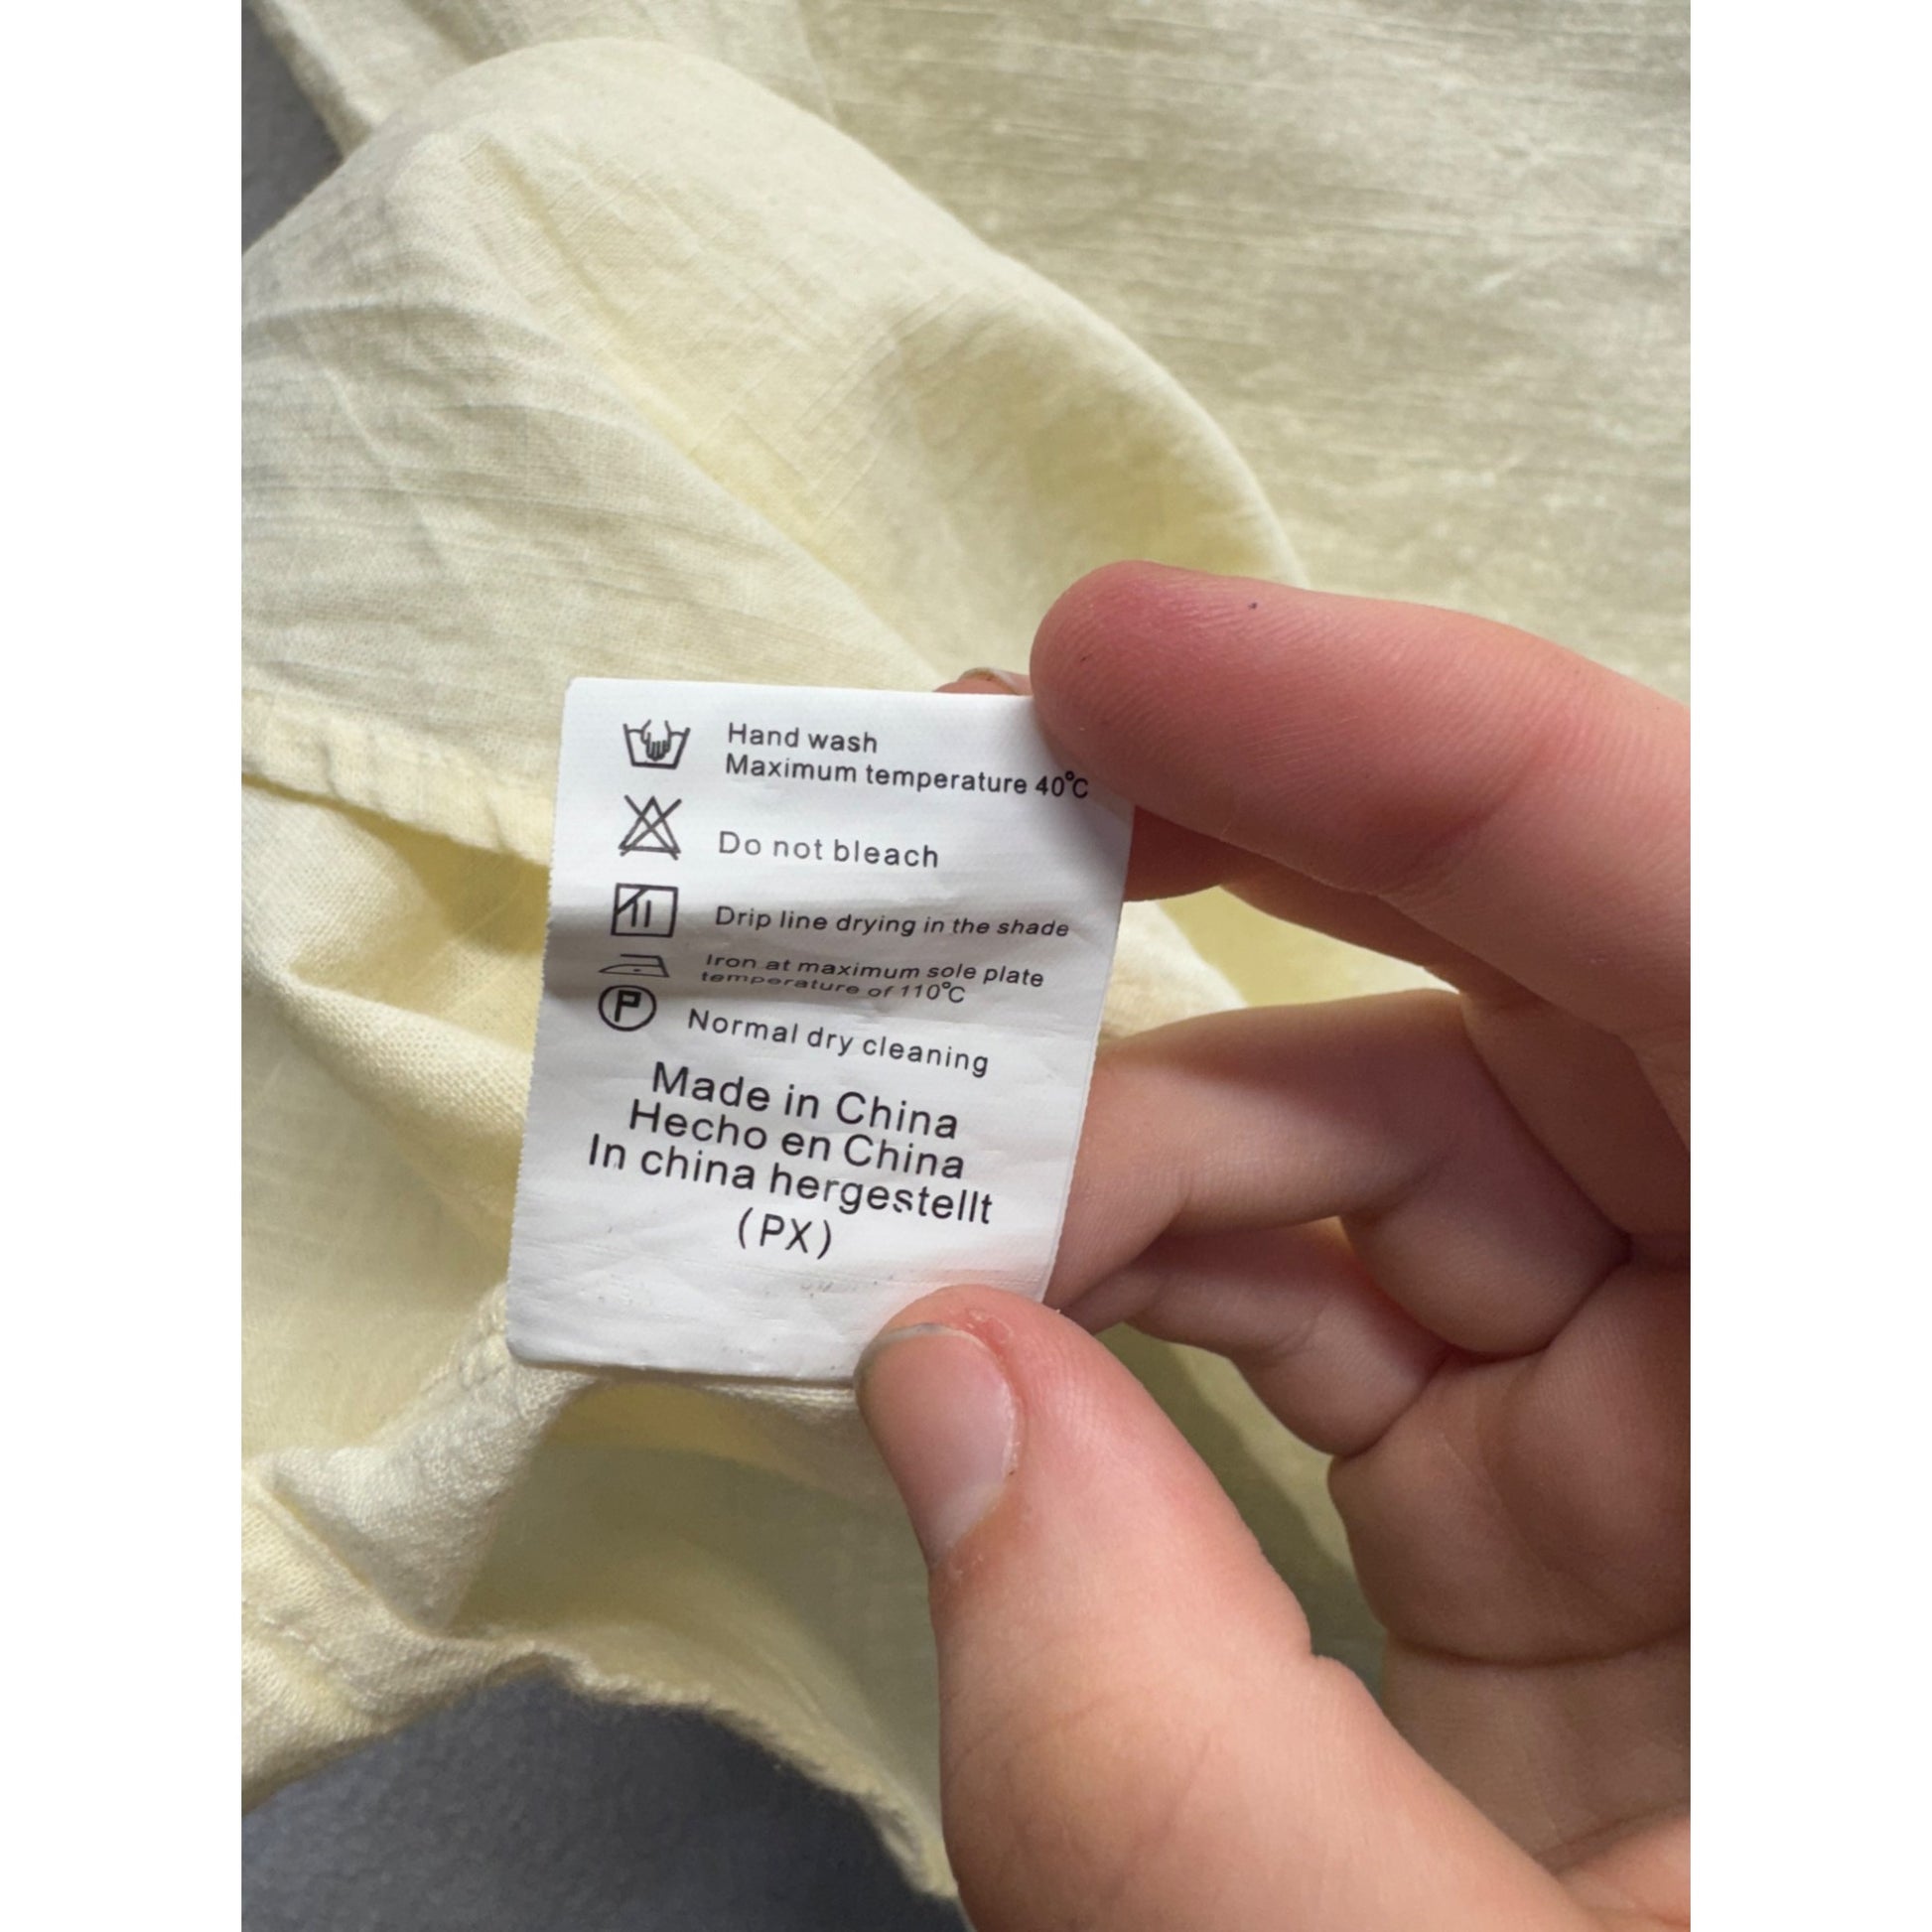 Hand wash
Maximum temperature 40°C
Do not bleach
Drip line drying in the shade
Iron at maximum sole plate
temperature of 110°C
P
Normal dry cleaning
Made in China
Hecho en China
In china hergestellt
(PX)